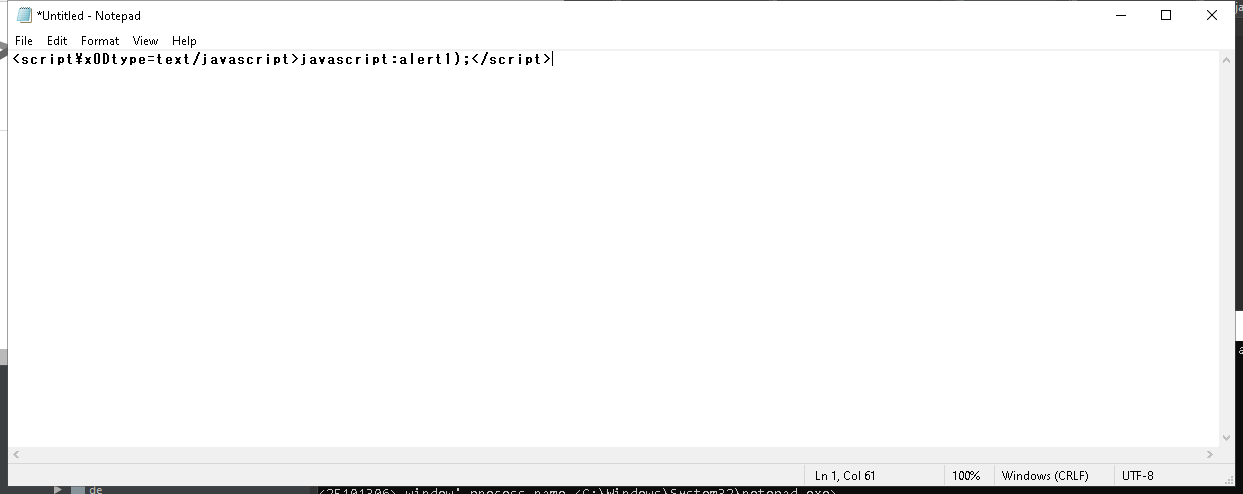 *Untitled - Notepad
File Edit Format View Help
<script¥x0Dtype=text/javascript>javascript:alert1);</script>
Ln 1, Col 61 100% Windows (CRLF) UTF-8
de
<25101306> window' process name <C:\Windows\System32\notepad.exe>